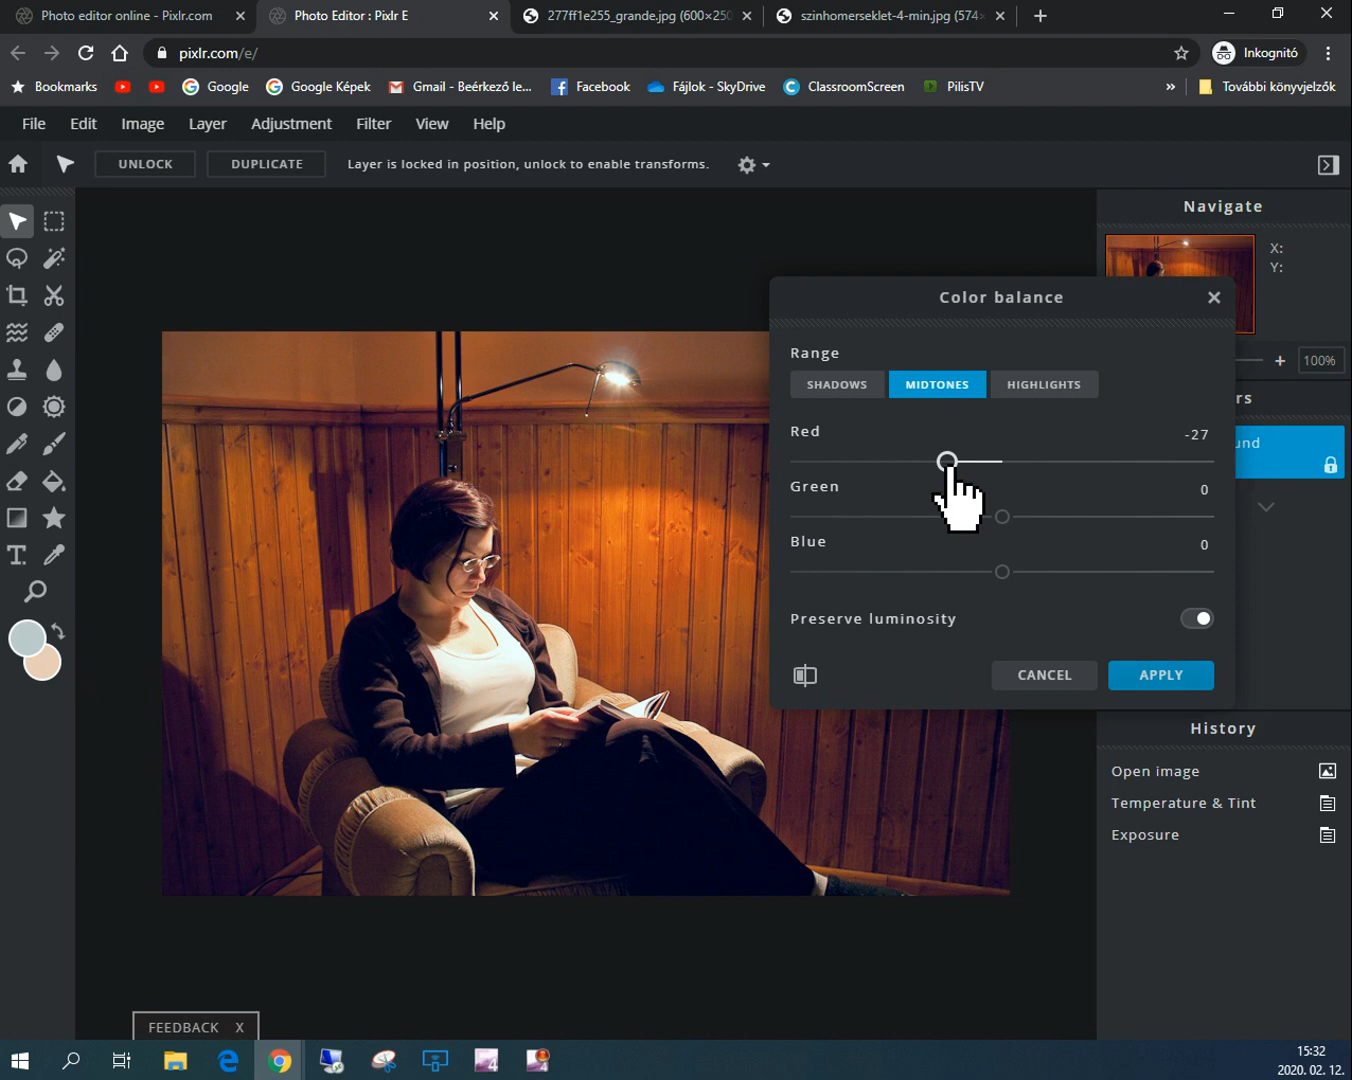 Photo editor online - Pixlr.com
Photo Editor : Pixlr E
277ff1e255_grande.jpg (600×250
szinhomerseklet-4-min.jpg (574×
pixlr.com/e/
Inkognitó
Bookmarks
Google
Google Képek
Gmail - Beérkező le...
Facebook
Fájlok - SkyDrive
ClassroomScreen
PilisTV
»
További könyvjelzők
File Edit Image Layer Adjustment Filter View Help
UNLOCK
DUPLICATE
Layer is locked in position, unlock to enable transforms.
Navigate
X:
Y:
100%
rs
und
Color balance
Range
SHADOWS
MIDTONES
HIGHLIGHTS
Red
-27
Green
0
Blue
0
Preserve luminosity
CANCEL
APPLY
History
Open image
Temperature & Tint
Exposure
FEEDBACK X
15:32
2020. 02. 12.